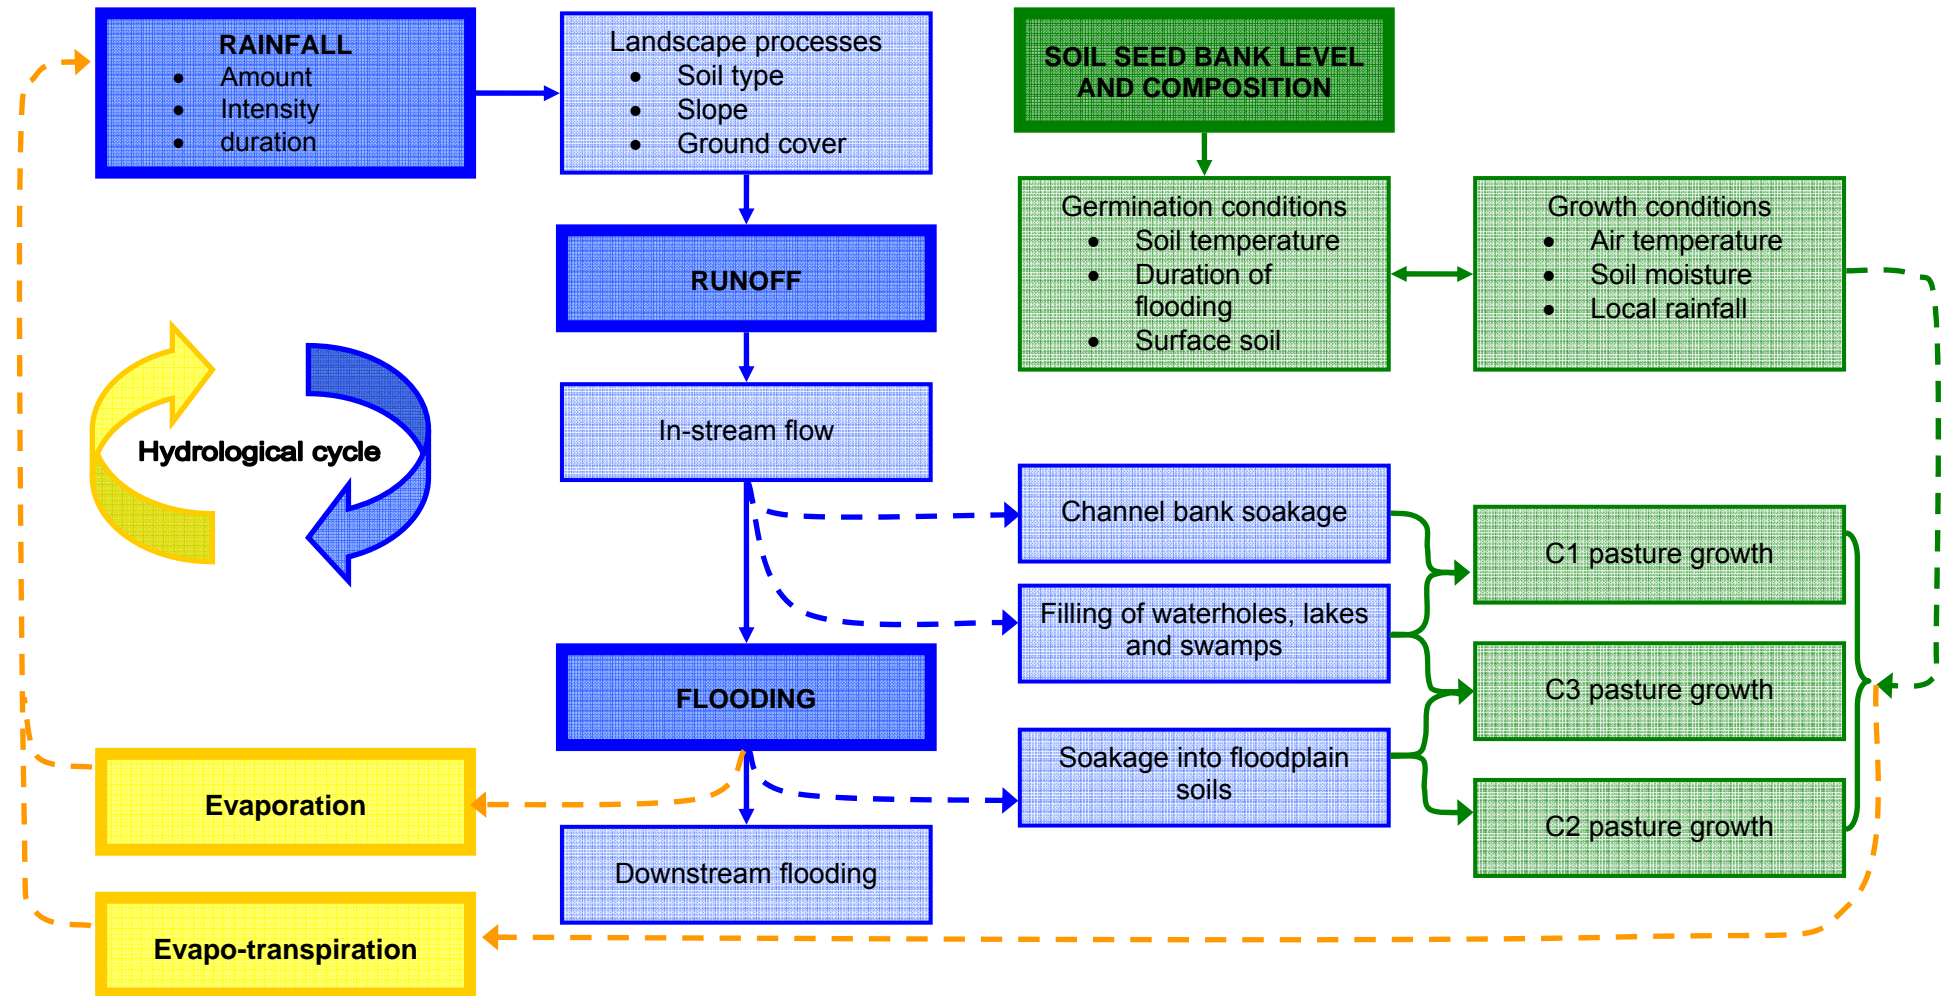 RAINFALL
• Amount
• Intensity
• duration
Landscape processes
• Soil type
• Slope
• Ground cover
SOIL SEED BANK LEVEL
AND COMPOSITION
Germination conditions
• Soil temperature
• Duration of
flooding
• Surface soil
Growth conditions
• Air temperature
• Soil moisture
• Local rainfall
RUNOFF
Hydrological cycle
In-stream flow
Channel bank soakage
C1 pasture growth
Filling of waterholes, lakes
and swamps
FLOODING
C3 pasture growth
Soakage into floodplain
soils
Evaporation
C2 pasture growth
Downstream flooding
Evapo-transpiration